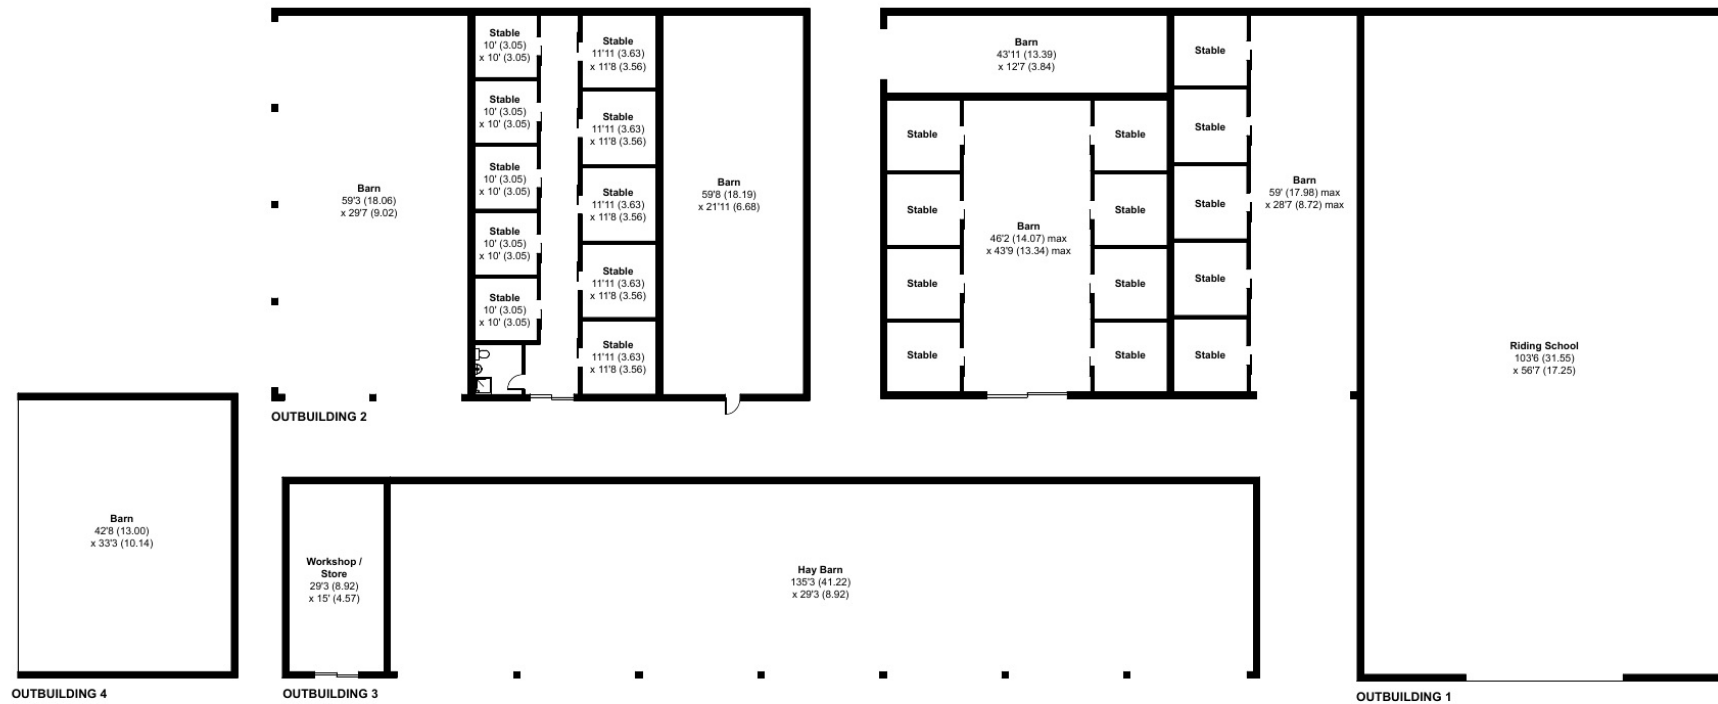 Barn
59'3 (18.06)
x 29'7 (9.02)
Stable
10' (3.05)
x 10' (3.05)
Stable
10' (3.05)
x 10' (3.05)
Stable
10' (3.05)
x 10' (3.05)
Stable
10' (3.05)
x 10' (3.05)
Stable
10' (3.05)
x 10' (3.05)
Stable
11'11 (3.63)
x 11'8 (3.56)
Stable
11'11 (3.63)
x 11'8 (3.56)
Stable
11'11 (3.63)
x 11'8 (3.56)
Stable
11'11 (3.63)
x 11'8 (3.56)
Stable
11'11 (3.63)
x 11'8 (3.56)
Barn
59'8 (18.19)
x 21'11 (6.68)
OUTBUILDING 2
Barn
43'11 (13.39)
x 12'7 (3.84)
Stable
Stable
Stable
Stable
Barn
46'2 (14.07) max
x 43'9 (13.34) max
Stable
Stable
Stable
Stable
Stable
Stable
Stable
Stable
Stable
Barn
59' (17.98) max
x 28'7 (8.72) max
Riding School
103'6 (31.55)
x 56'7 (17.25)
OUTBUILDING 1
Barn
42'8 (13.00)
x 33'3 (10.14)
OUTBUILDING 4
Workshop /
Store
29'3 (8.92)
x 15' (4.57)
Hay Barn
135'3 (41.22)
x 29'3 (8.92)
OUTBUILDING 3